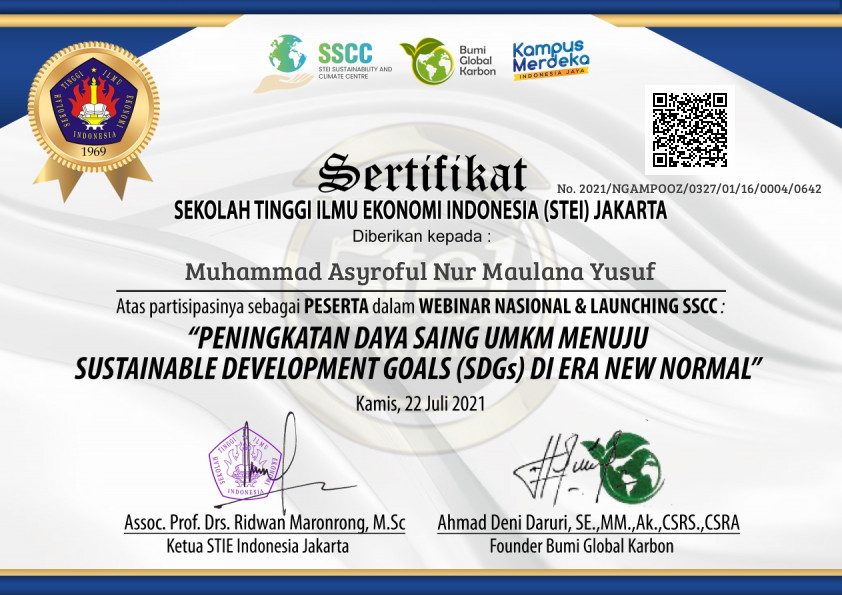 SSCC
STEI SUSTAINABILITY AND
CLIMATE CENTRE
Bumi
Global
Karbon
Kampus
Merdeka
INDONESIA JAYA
SEKOLAH TINGGI ILMU EKONOMI
INDONESIA
1969
Sertifikat
No. 2021/NGAMPOOZ/0327/01/16/0004/0642
SEKOLAH TINGGI ILMU EKONOMI INDONESIA (STEI) JAKARTA
Diberikan kepada :
Muhammad Asyroful Nur Maulana Yusuf
Atas partisipasinya sebagai PESERTA dalam WEBINAR NASIONAL & LAUNCHING SSCC :
“PENINGKATAN DAYA SAING UMKM MENUJU
SUSTAINABLE DEVELOPMENT GOALS (SDGs) DI ERA NEW NORMAL”
Kamis, 22 Juli 2021
SEKOLAH TINGGI ILMU EKONOMI
INDONESIA
Assoc. Prof. Drs. Ridwan Maronrong, M.Sc
Ketua STIE Indonesia Jakarta
Ahmad Deni Daruri, SE.,MM.,Ak.,CSRS.,CSRA
Founder Bumi Global Karbon